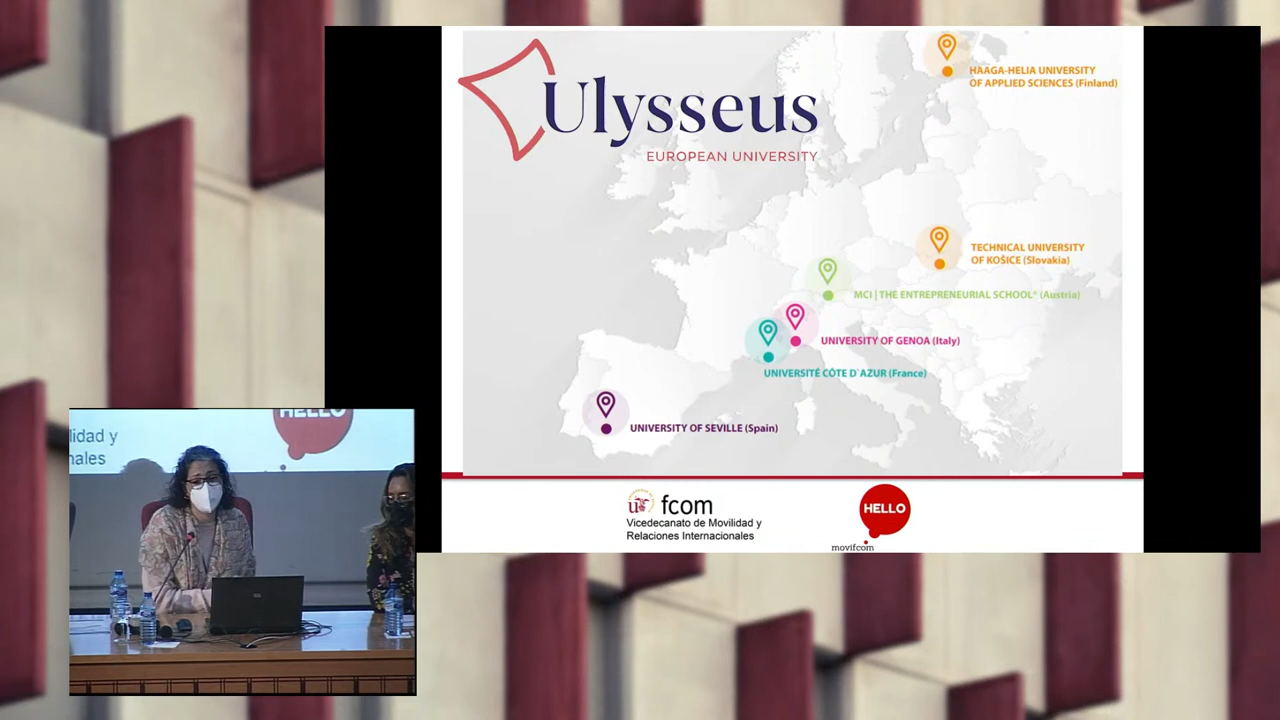 Ulysseus
EUROPEAN UNIVERSITY
HAAGA-HELIA UNIVERSITY
OF APPLIED SCIENCES (Finland)
TECHNICAL UNIVERSITY
OF KOŠICE (Slovakia)
MCI | THE ENTREPRENEURIAL SCHOOL® (Austria)
UNIVERSITY OF GENOA (Italy)
UNIVERSITÉ CÔTE D`AZUR (France)
UNIVERSITY OF SEVILLE (Spain)
fcom
Vicedecanato de Movilidad y
Relaciones Internacionales
HELLO
movifcom
HELLO
lidad y
nales